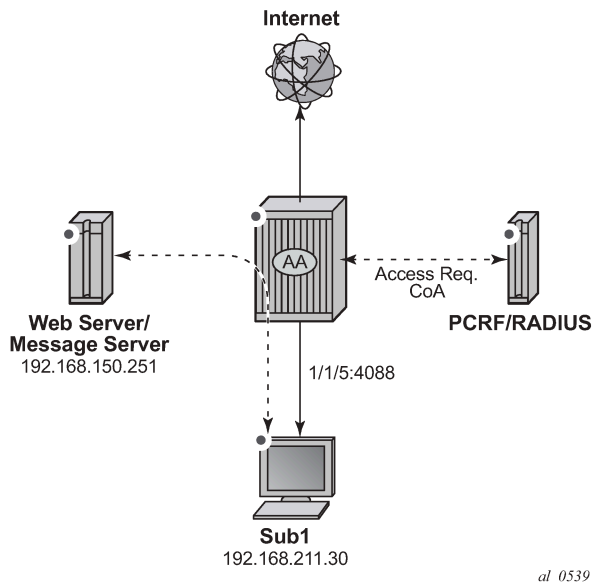 Internet
AA
Access Req.
CoA
Web Server/
Message Server
192.168.150.251
PCRF/RADIUS
1/1/5:4088
Sub1
192.168.211.30
al_0539